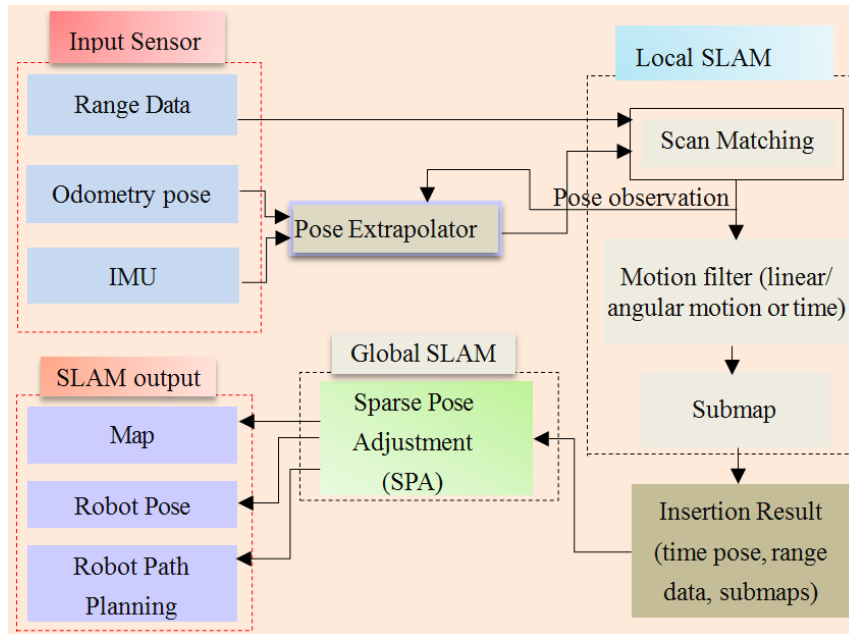 Input Sensor
Range Data
Odometry pose
IMU
Pose Extrapolator
Local SLAM
Scan Matching
Pose observation
Motion filter (linear/
angular motion or time)
Submap
Insertion Result
(time pose, range
data, submaps)
Global SLAM
Sparse Pose
Adjustment
(SPA)
SLAM output
Map
Robot Pose
Robot Path
Planning